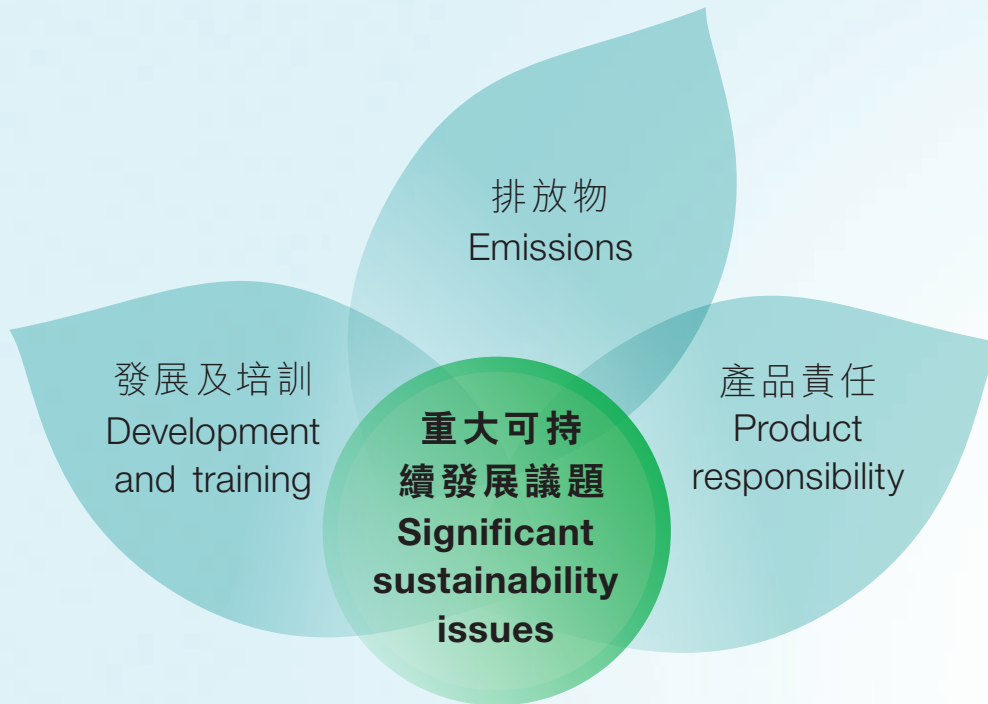 排放物
Emissions
發展及培訓
Development
and training
重大可持
續發展議題
Significant
sustainability
issues
產品責任
Product
responsibility